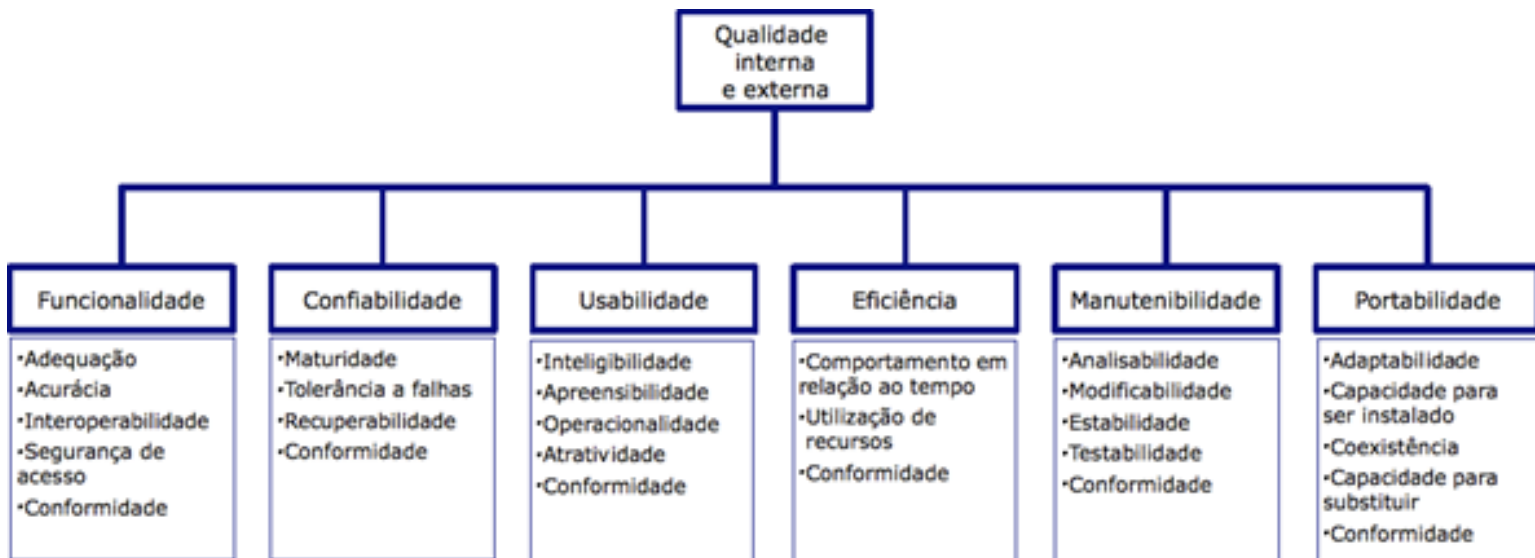 Qualidade
interna
e externa
Funcionalidade
•Adequação
•Acurácia
•Interoperabilidade
•Segurança de
acesso
•Conformidade
Confiabilidade
•Maturidade
•Tolerância a falhas
•Recuperabilidade
•Conformidade
Usabilidade
•Inteligibilidade
•Apreensibilidade
•Operacionalidade
•Atratividade
•Conformidade
Eficiência
•Comportamento em
relação ao tempo
•Utilização de
recursos
•Conformidade
Manutenibilidade
•Analisabilidade
•Modificabilidade
•Estabilidade
•Testabilidade
•Conformidade
Portabilidade
•Adaptabilidade
•Capacidade para
ser instalado
•Coexistência
•Capacidade para
substituir
•Conformidade